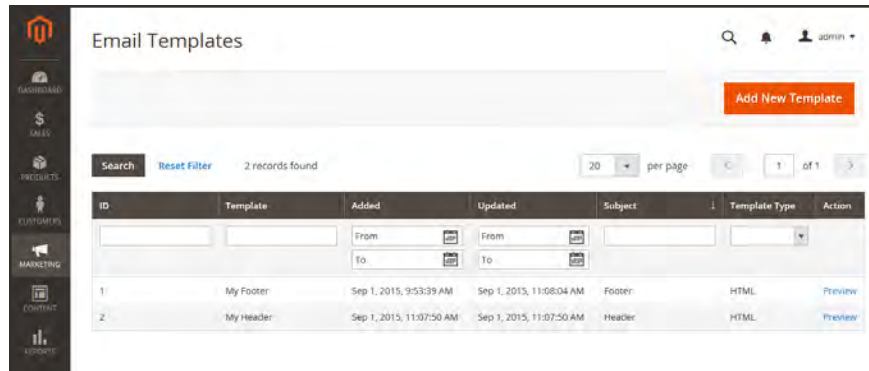 Email Templates
admin
DASHBOARD
SALES
PRODUCTS
CUSTOMERS
MARKETING
CONTENT
REPORTS
Add New Template
Search Reset Filter 2 records found 20 per page 1 of 1
ID Template Added Updated Subject Template Type Action
From From
To To
1 My Footer Sep 1, 2015, 9:53:39 AM Sep 1, 2015, 11:08:04 AM Footer HTML Preview
2 My Header Sep 1, 2015, 11:07:50 AM Sep 1, 2015, 11:07:50 AM Header HTML Preview